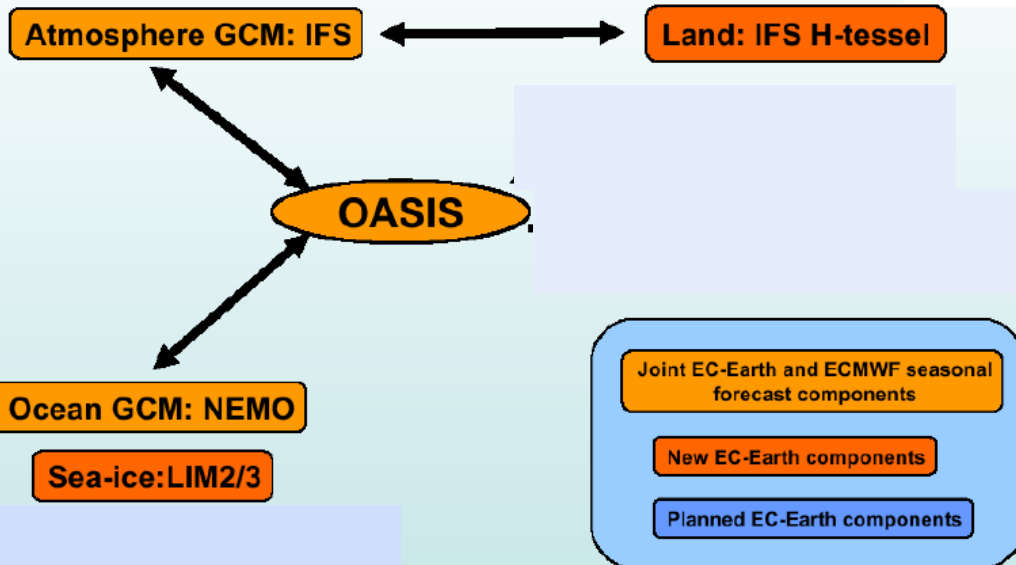 Atmosphere GCM: IFS
Land: IFS H-tessel
OASIS
Ocean GCM: NEMO
Sea-ice:LIM2/3
Joint EC-Earth and ECMWF seasonal
forecast components
New EC-Earth components
Planned EC-Earth components